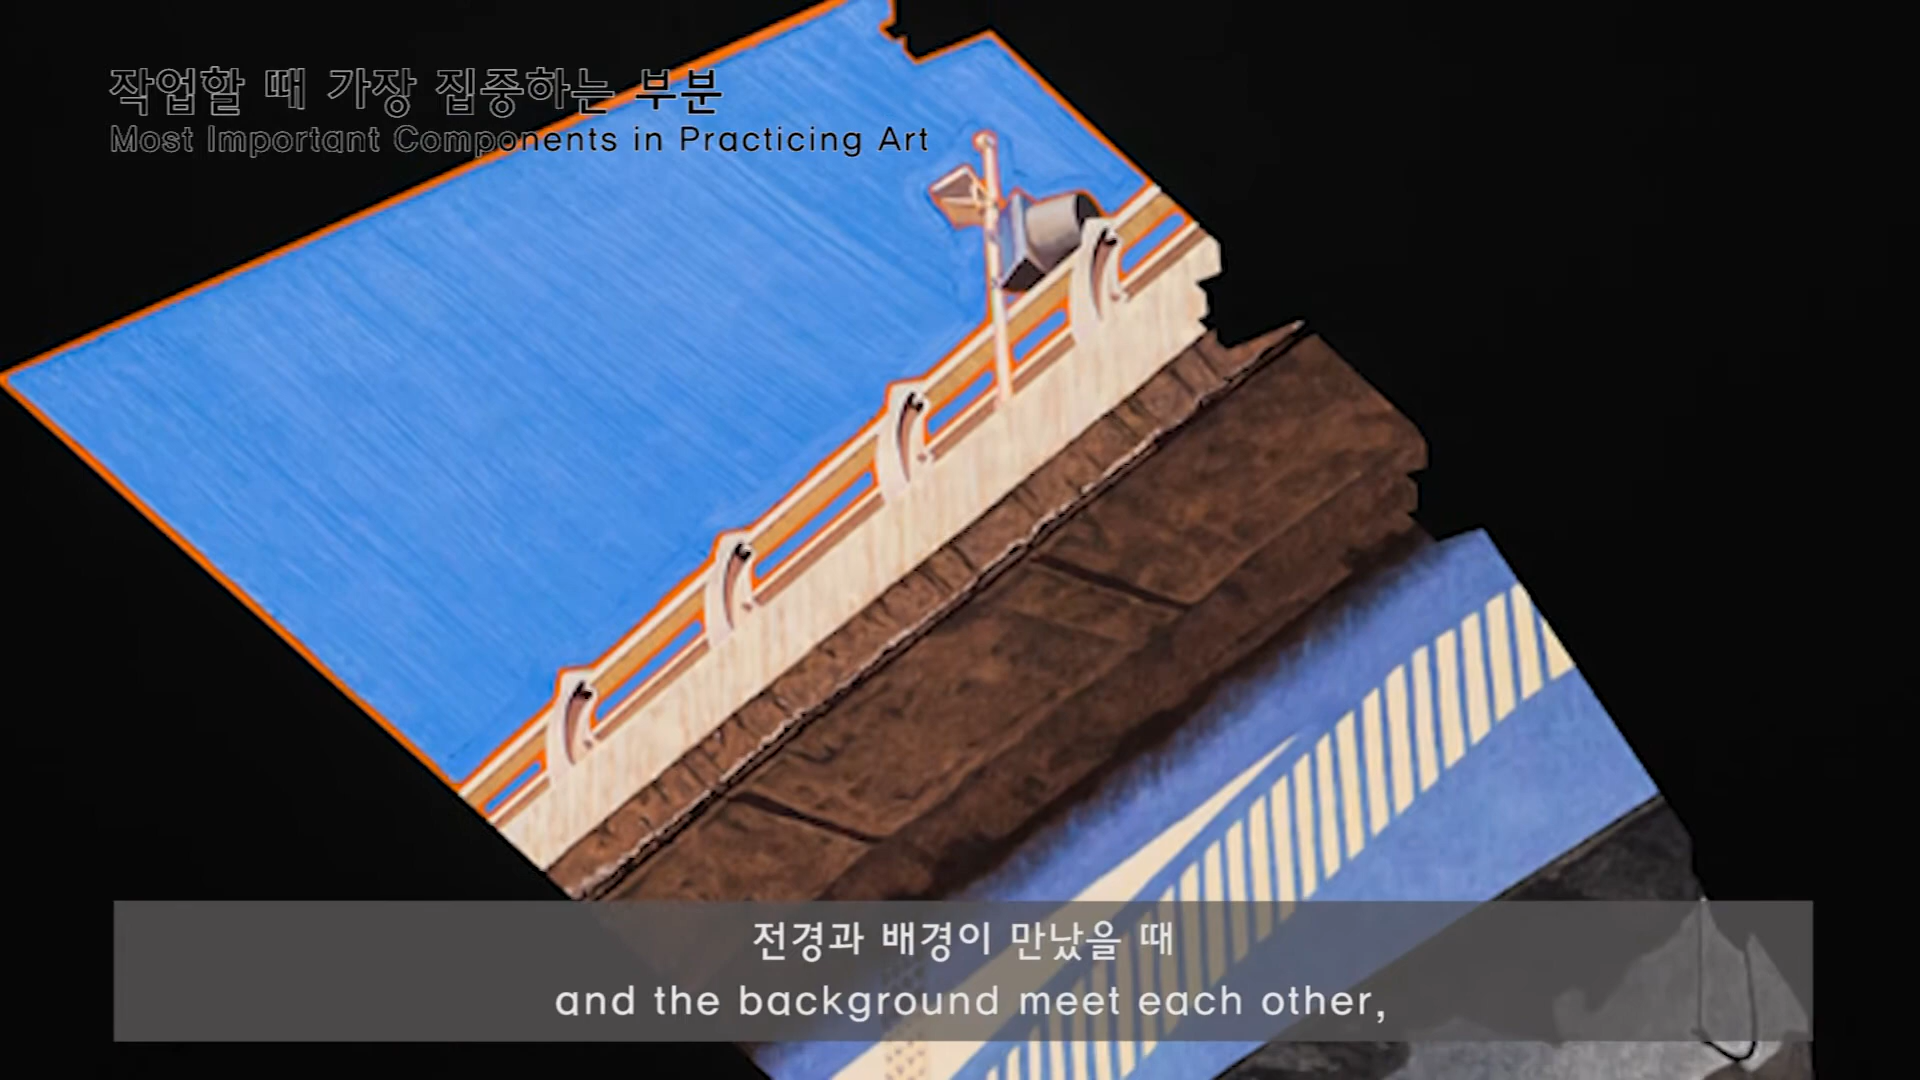 작업할 때 가장 집중하는 부분
Most Important Components in Practicing Art
전경과 배경이 만났을 때
and the background meet each other,